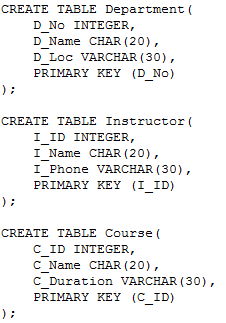 CREATE TABLE Department(
    D_No INTEGER,
    D_Name CHAR(20),
    D_Loc VARCHAR(30),
    PRIMARY KEY (D_No)
);

CREATE TABLE Instructor(
    I_ID INTEGER,
    I_Name CHAR(20),
    I_Phone VARCHAR(30),
    PRIMARY KEY (I_ID)
);

CREATE TABLE Course(
    C_ID INTEGER,
    C_Name CHAR(20),
    C_Duration VARCHAR(30),
    PRIMARY KEY (C_ID)
);